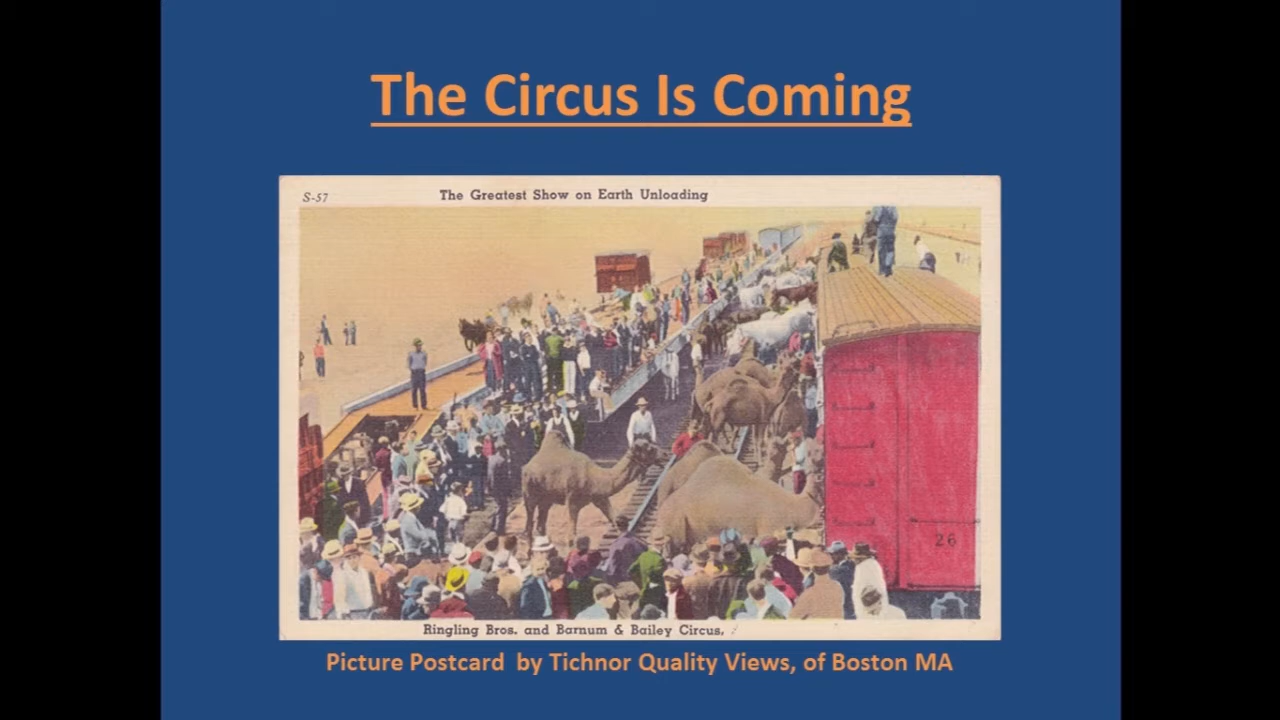 The Circus Is Coming
S-57
The Greatest Show on Earth Unloading
26
Ringling Bros. and Barnum & Bailey Circus,
Picture Postcard by Tichnor Quality Views, of Boston MA